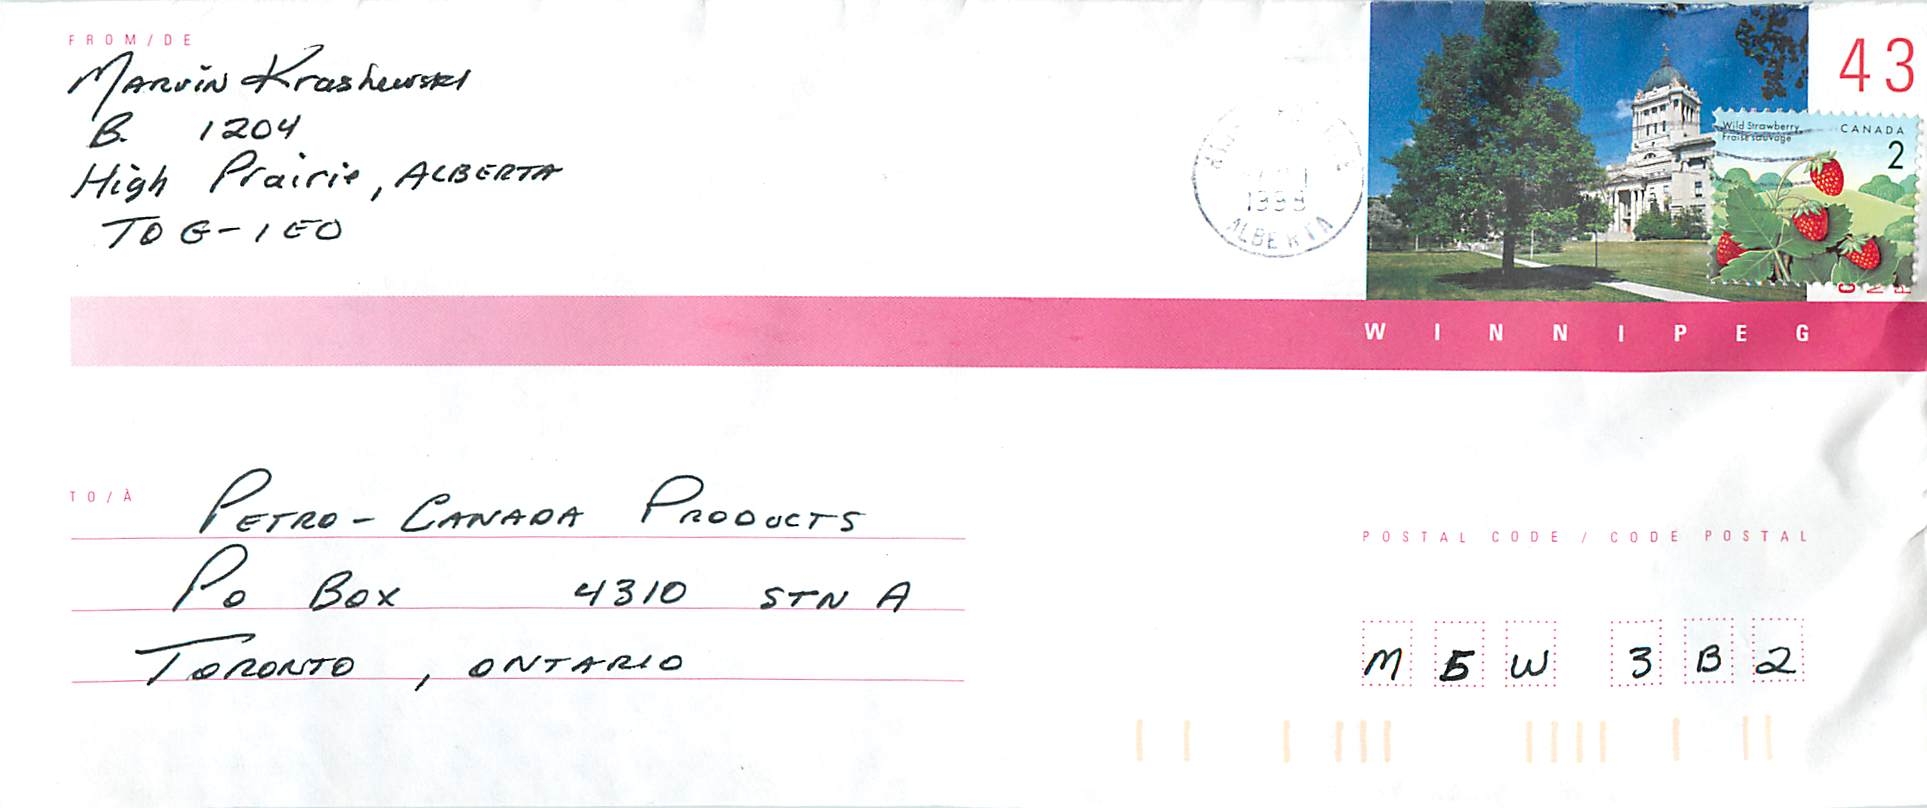 FROM/DE
Marvin Krashewski
B. 1204
High Prairie, ALBERTA
T0G-1E0
43
Wild Strawberry
Fraise sauvage
CANADA
2
1998
ALBERTA
WINNIPEG
TO/À
PETRO-CANADA PRODUCTS
PO BOX 4310 STN A
TORONTO, ONTARIO
POSTAL CODE / CODE POSTAL
M5W 3B2